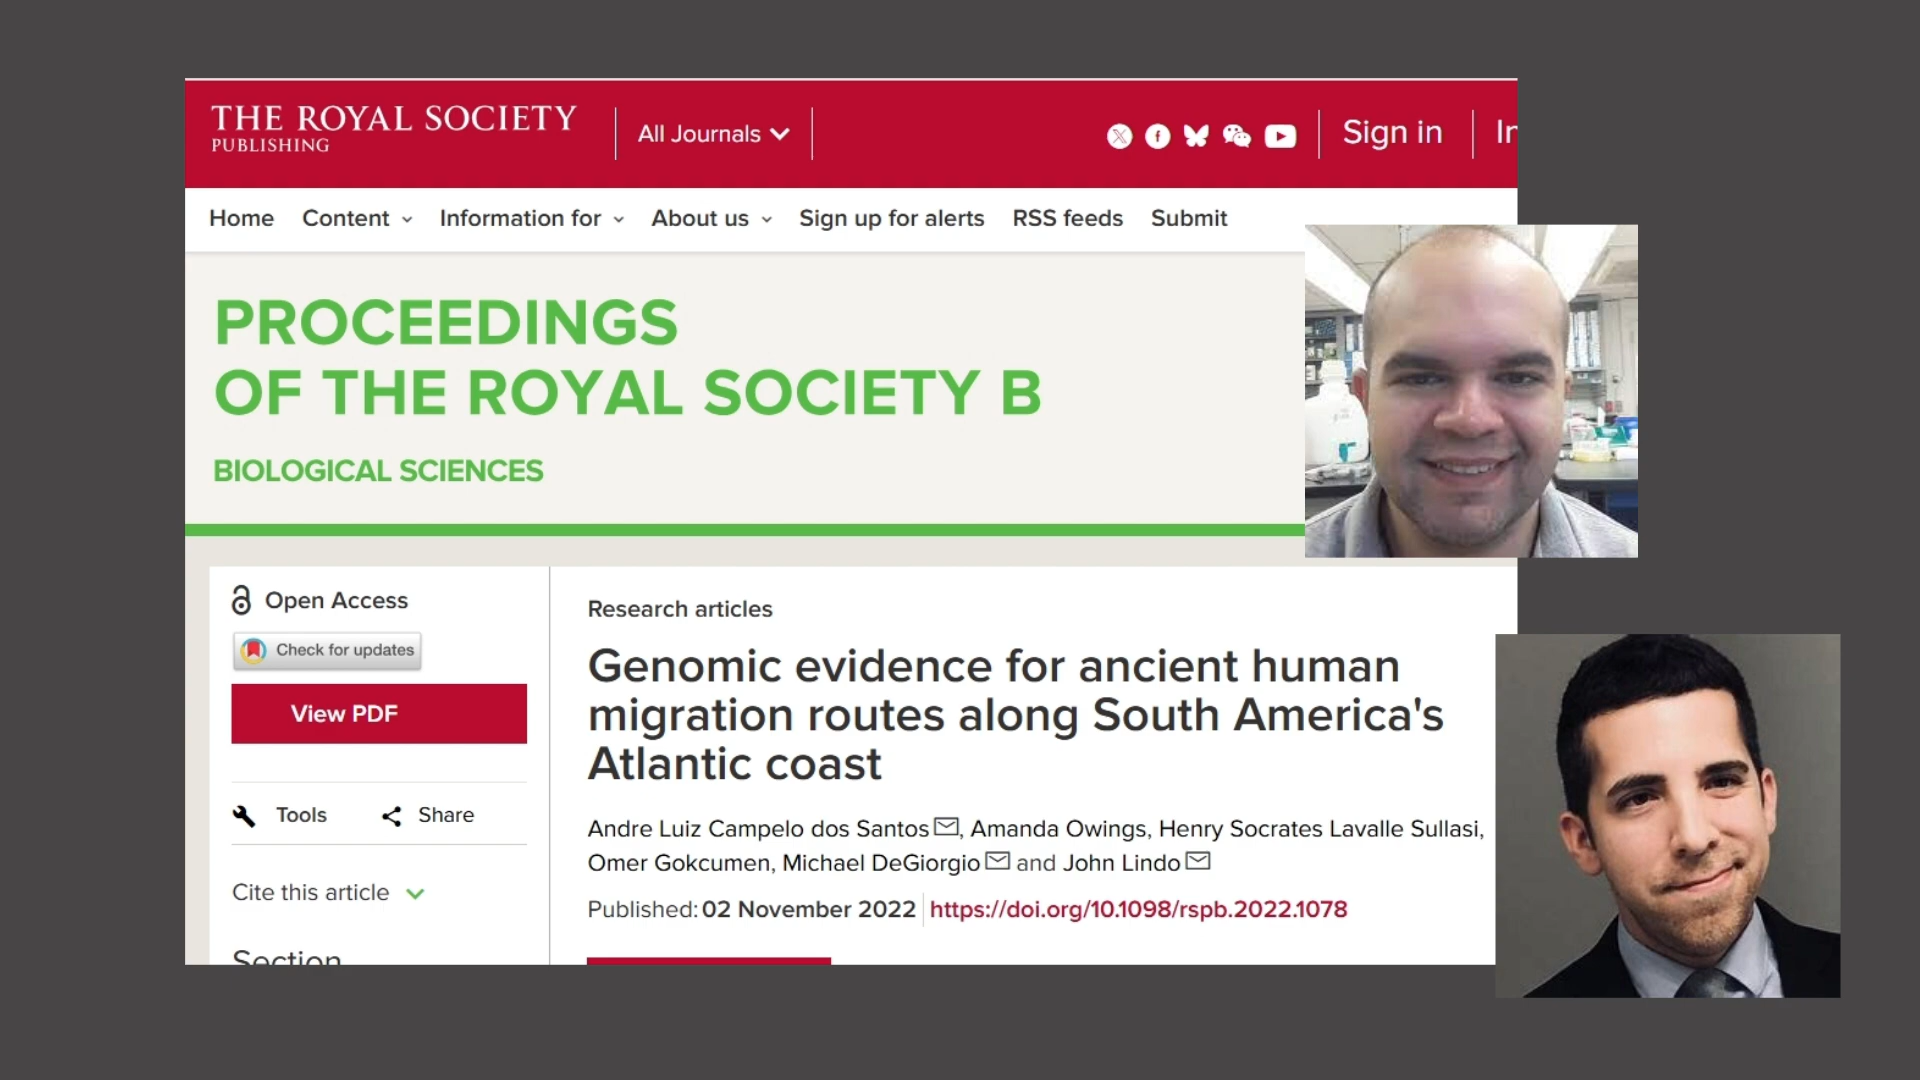 THE ROYAL SOCIETY
PUBLISHING
All Journals
Sign in
In
Home Content Information for About us Sign up for alerts RSS feeds Submit
PROCEEDINGS
OF THE ROYAL SOCIETY B
BIOLOGICAL SCIENCES
Open Access
Check for updates
View PDF
Tools Share
Cite this article
Section
Research articles
Genomic evidence for ancient human
migration routes along South America's
Atlantic coast
Andre Luiz Campelo dos Santos, Amanda Owings, Henry Socrates Lavalle Sullasi,
Omer Gokcumen, Michael DeGiorgio and John Lindo
Published: 02 November 2022 https://doi.org/10.1098/rspb.2022.1078